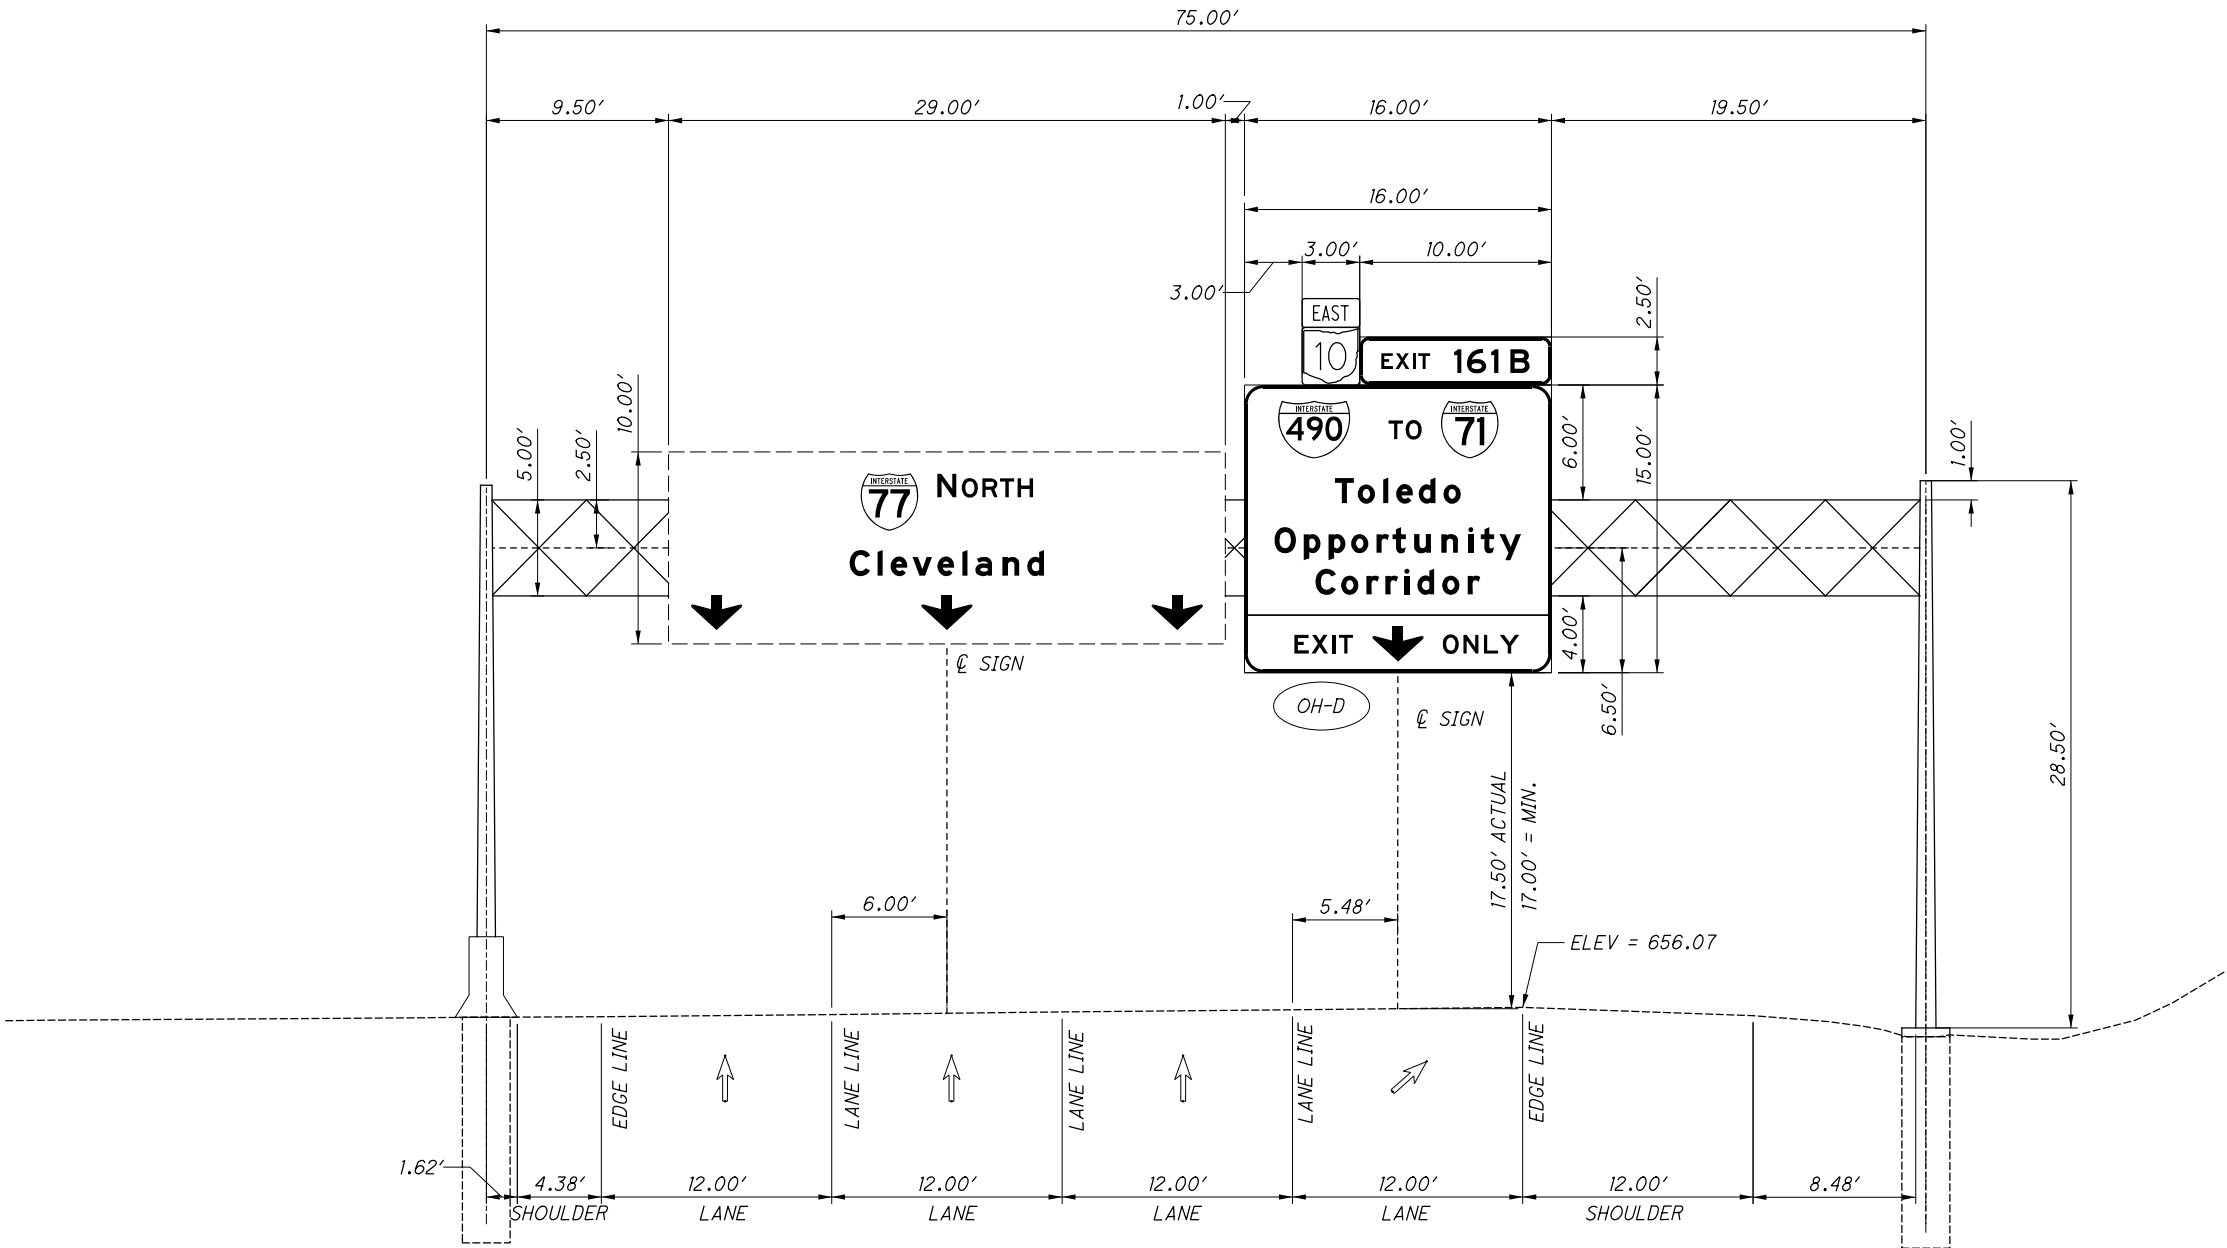 75.00'
9.50'
29.00'
1.00'
16.00'
19.50'
16.00'
3.00'
10.00'
3.00'
2.50'
EAST
10
EXIT 161B
10.00'
5.00'
2.50'
INTERSTATE
77
NORTH
Cleveland
INTERSTATE
490
TO
INTERSTATE
71
Toledo
Opportunity
Corridor
EXIT ONLY
6.00'
15.00'
1.00'
4.00'
6.50'
℄ SIGN
OH-D
℄ SIGN
28.50'
17.50' ACTUAL
17.00' = MIN.
6.00'
5.48'
ELEV = 656.07
EDGE LINE
LANE LINE
LANE LINE
LANE LINE
EDGE LINE
1.62'
4.38'
12.00'
12.00'
12.00'
12.00'
12.00'
8.48'
SHOULDER
LANE
LANE
LANE
LANE
SHOULDER